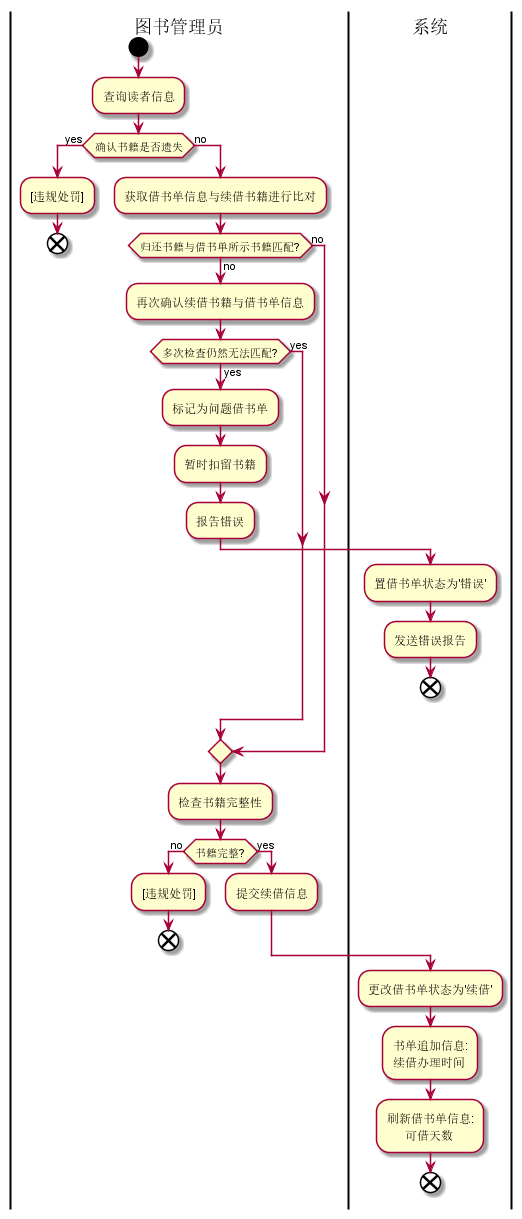 图书管理员
系统
查询读者信息
yes
确认书籍是否遗失
no
[违规处罚]
获取借书单信息与续借书籍进行比对
归还书籍与借书单所示书籍匹配?
no
no
再次确认续借书籍与借书单信息
多次检查仍然无法匹配?
yes
yes
标记为问题借书单
暂时扣留书籍
报告错误
置借书单状态为'错误'
发送错误报告
检查书籍完整性
no
书籍完整?
yes
[违规处罚]
提交续借信息
更改借书单状态为'续借'
书单追加信息:
续借办理时间
刷新借书单信息:
可借天数